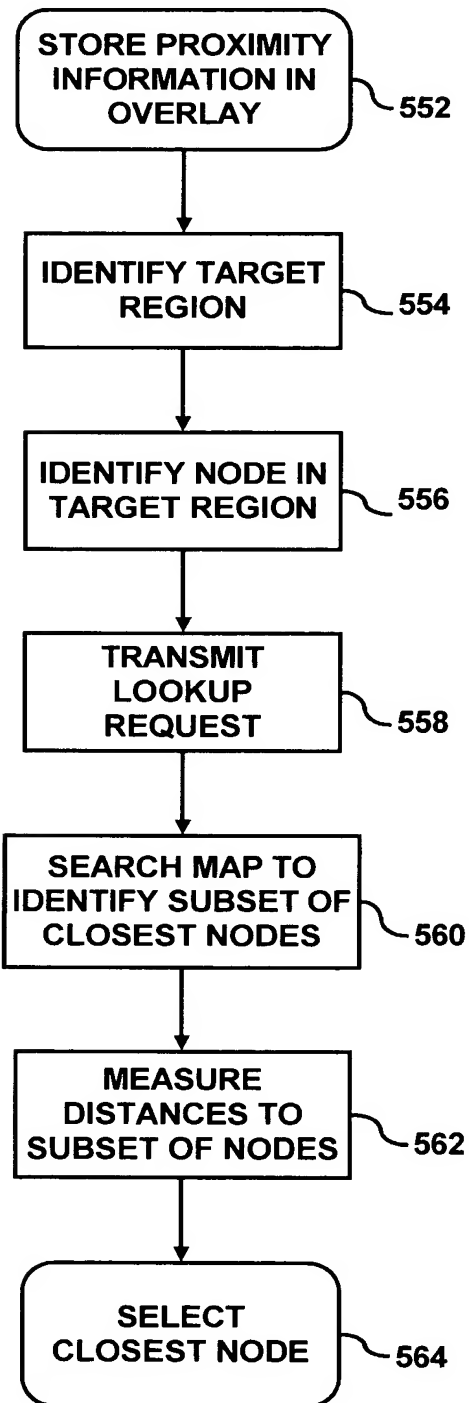 STORE PROXIMITY
INFORMATION IN
OVERLAY
552
IDENTIFY TARGET
REGION
554
IDENTIFY NODE IN
TARGET REGION
556
TRANSMIT
LOOKUP
REQUEST
558
SEARCH MAP TO
IDENTIFY SUBSET OF
CLOSEST NODES
560
MEASURE
DISTANCES TO
SUBSET OF NODES
562
SELECT
CLOSEST NODE
564